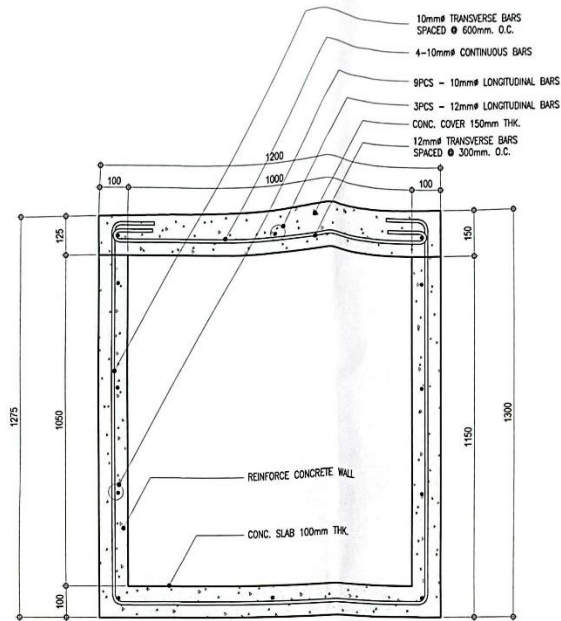 10mmø TRANSVERSE BARS
SPACED @ 600mm. O.C.
4-10mmø CONTINUOUS BARS
9PCS - 10mmø LONGITUDINAL BARS
3PCS - 12mmø LONGITUDINAL BARS
CONC. COVER 150mm THK.
12mmø TRANSVERSE BARS
SPACED @ 300mm. O.C.
1200
100
1000
100
125
150
1275
1050
1150
1300
REINFORCE CONCRETE WALL
CONC. SLAB 100mm THK.
100